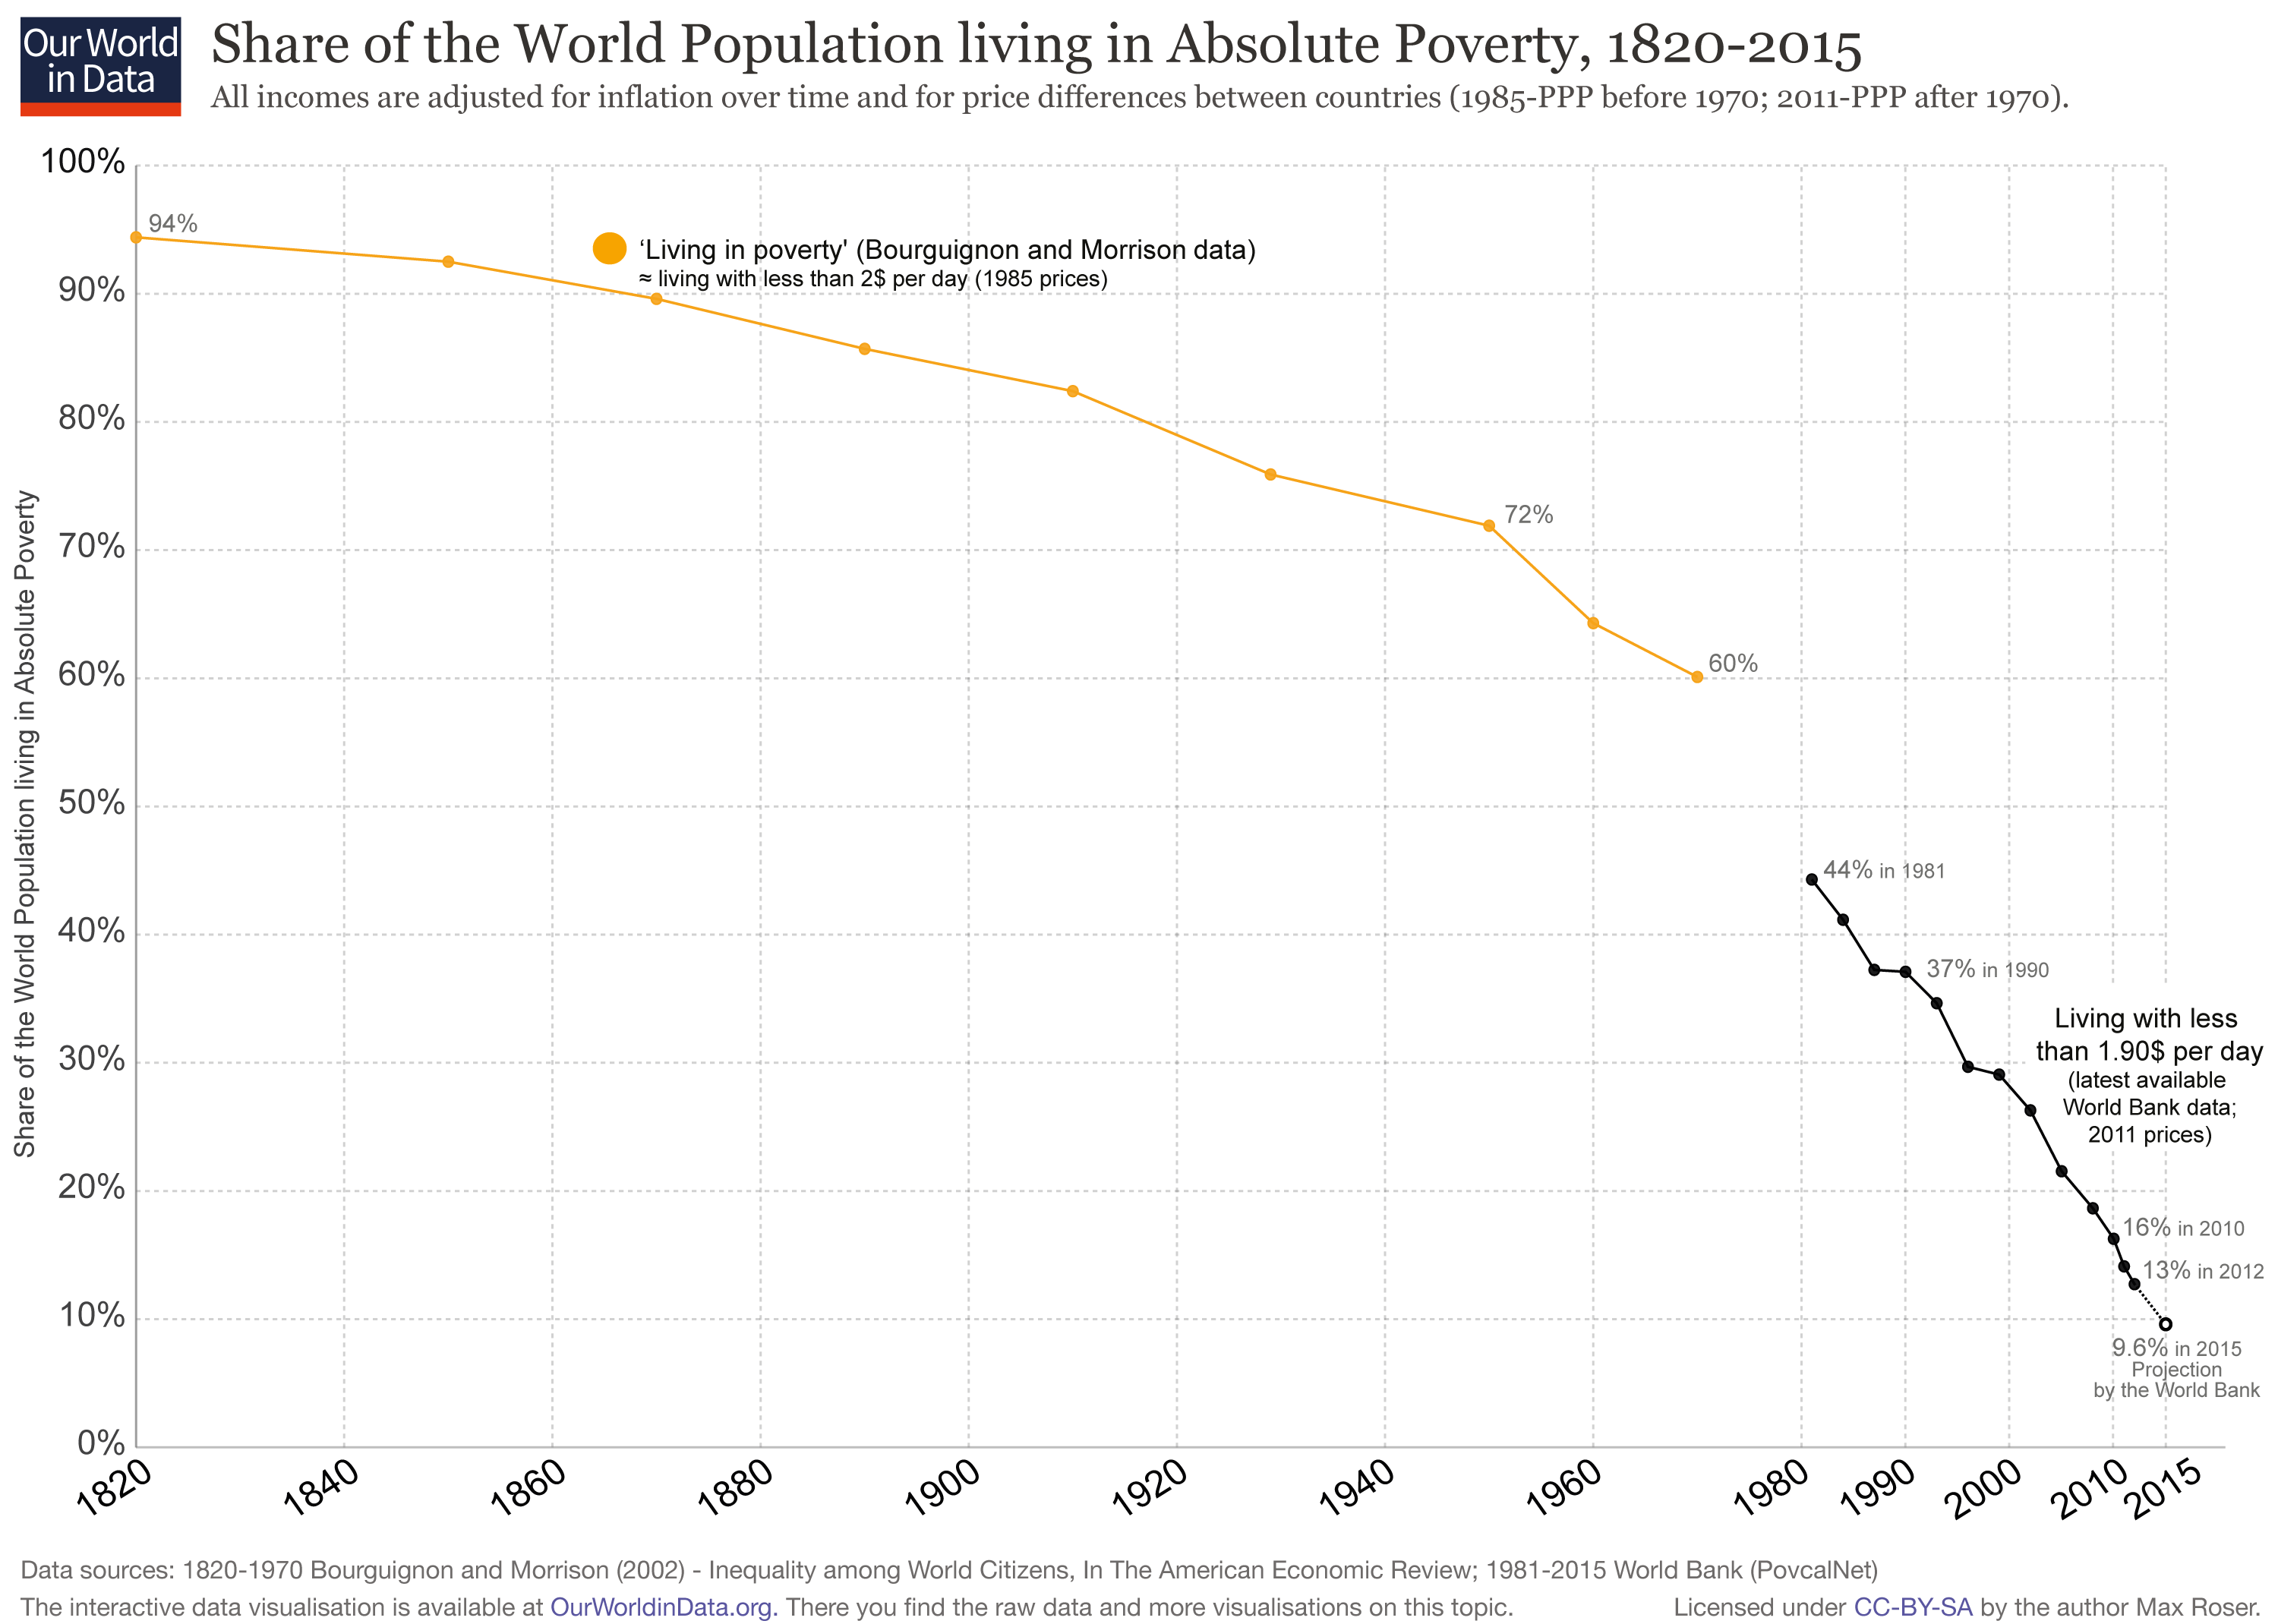 Our World
in Data
Share of the World Population living in Absolute Poverty, 1820-2015
All incomes are adjusted for inflation over time and for price differences between countries (1985-PPP before 1970; 2011-PPP after 1970).
Share of the World Population living in Absolute Poverty
100%
90%
80%
70%
60%
50%
40%
30%
20%
10%
0%
94%
‘Living in poverty' (Bourguignon and Morrison data)
≈ living with less than 2$ per day (1985 prices)
72%
60%
44% in 1981
37% in 1990
Living with less
than 1.90$ per day
(latest available
World Bank data;
2011 prices)
16% in 2010
13% in 2012
9.6% in 2015
Projection
by the World Bank
1820
1840
1860
1880
1900
1920
1940
1960
1980
1990
2000
2010
2015
Data sources: 1820-1970 Bourguignon and Morrison (2002) - Inequality among World Citizens, In The American Economic Review; 1981-2015 World Bank (PovcalNet)
The interactive data visualisation is available at OurWorldinData.org. There you find the raw data and more visualisations on this topic.
Licensed under CC-BY-SA by the author Max Roser.